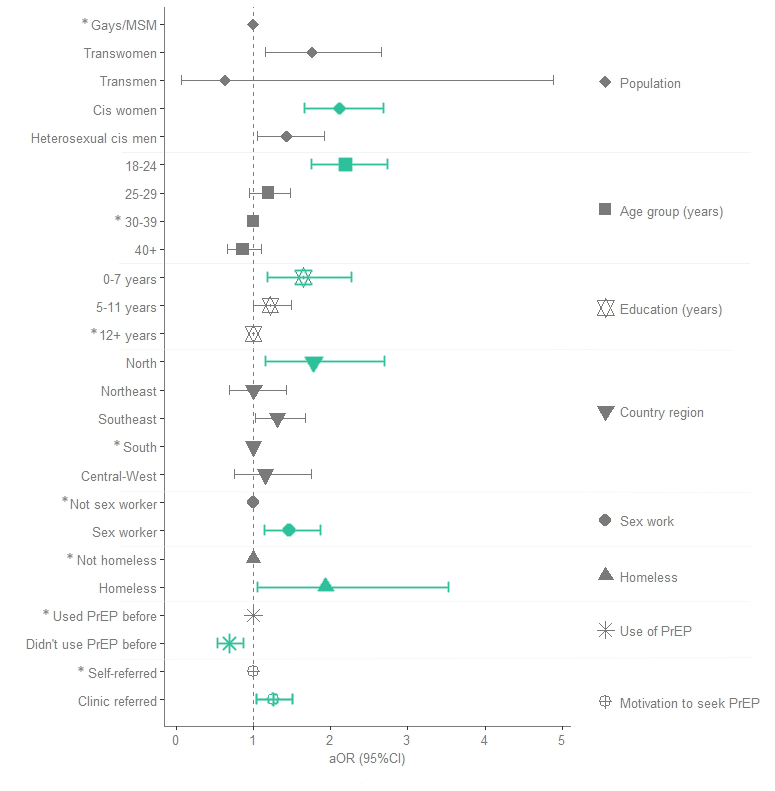 * Gays/MSM
Transwomen
Transmen
Population
Cis women
Heterosexual cis men
18-24
25-29
Age group (years)
* 30-39
40+
0-7 years
5-11 years
Education (years)
* 12+ years
North
Northeast
Country region
Southeast
* South
Central-West
* Not sex worker
Sex work
Sex worker
* Not homeless
Homeless
Homeless
* Used PrEP before
Use of PrEP
Didn't use PrEP before
* Self-referred
Clinic referred
Motivation to seek PrEP
0 1 2 3 4 5
aOR (95%CI)